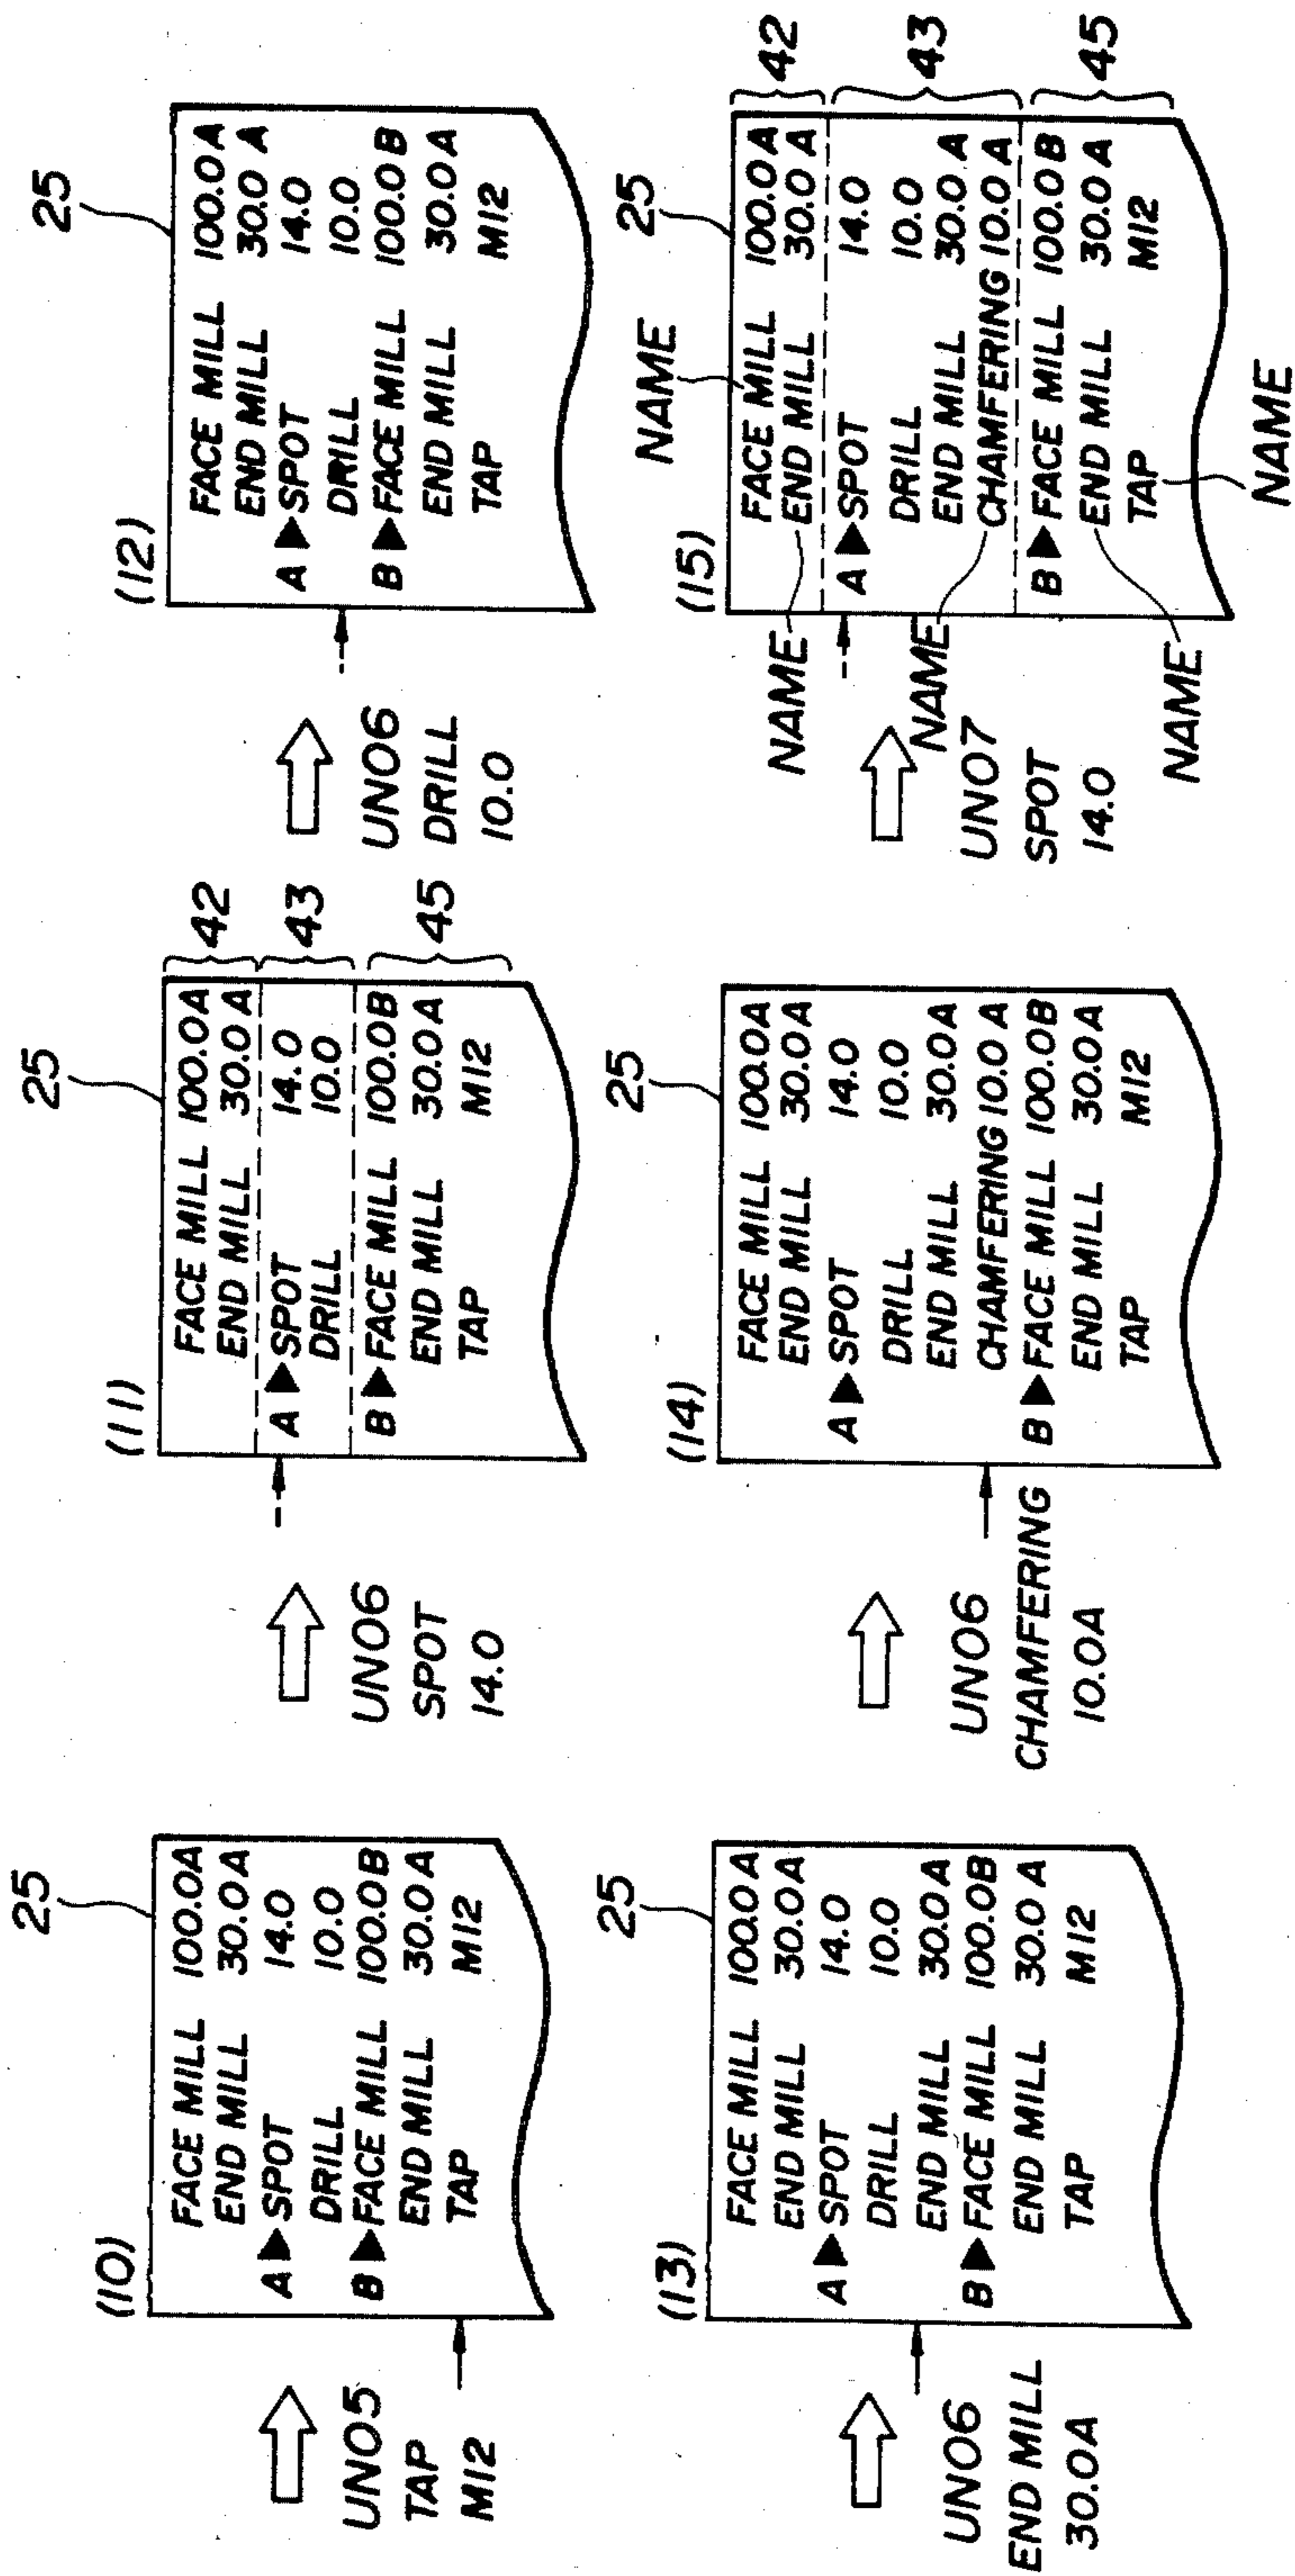 (10)
25
FACE MILL 100.0A
END MILL 30.0A
A ▶ SPOT 14.0
DRILL 10.0
B ▶ FACE MILL 100.0B
END MILL 30.0A
TAP M12
UNO5
TAP
M12
(11)
25
FACE MILL 100.0A
END MILL 30.0A
A ▶ SPOT 14.0
DRILL 10.0
B ▶ FACE MILL 100.0B
END MILL 30.0A
TAP M12
42
43
45
UNO6
SPOT
14.0
(12)
25
FACE MILL 100.0A
END MILL 30.0A
A ▶ SPOT 14.0
DRILL 10.0
B ▶ FACE MILL 100.0B
END MILL 30.0A
TAP M12
UNO6
DRILL
10.0
(13)
25
FACE MILL 100.0A
END MILL 30.0A
A ▶ SPOT 14.0
DRILL 10.0
END MILL 30.0A
B ▶ FACE MILL 100.0B
END MILL 30.0A
TAP M12
UNO6
END MILL
30.0A
(14)
25
FACE MILL 100.0A
END MILL 30.0A
A ▶ SPOT 14.0
DRILL 10.0
END MILL 30.0A
CHAMFERING 10.0A
B ▶ FACE MILL 100.0B
END MILL 30.0A
TAP M12
UNO6
CHAMFERING
10.0A
(15)
NAME
25
FACE MILL 100.0A
END MILL 30.0A
A ▶ SPOT 14.0
DRILL 10.0
END MILL 30.0A
CHAMFERING 10.0A
B ▶ FACE MILL 100.0B
END MILL 30.0A
TAP M12
42
43
45
NAME
NAME
UNO7
SPOT
14.0
NAME
NAME